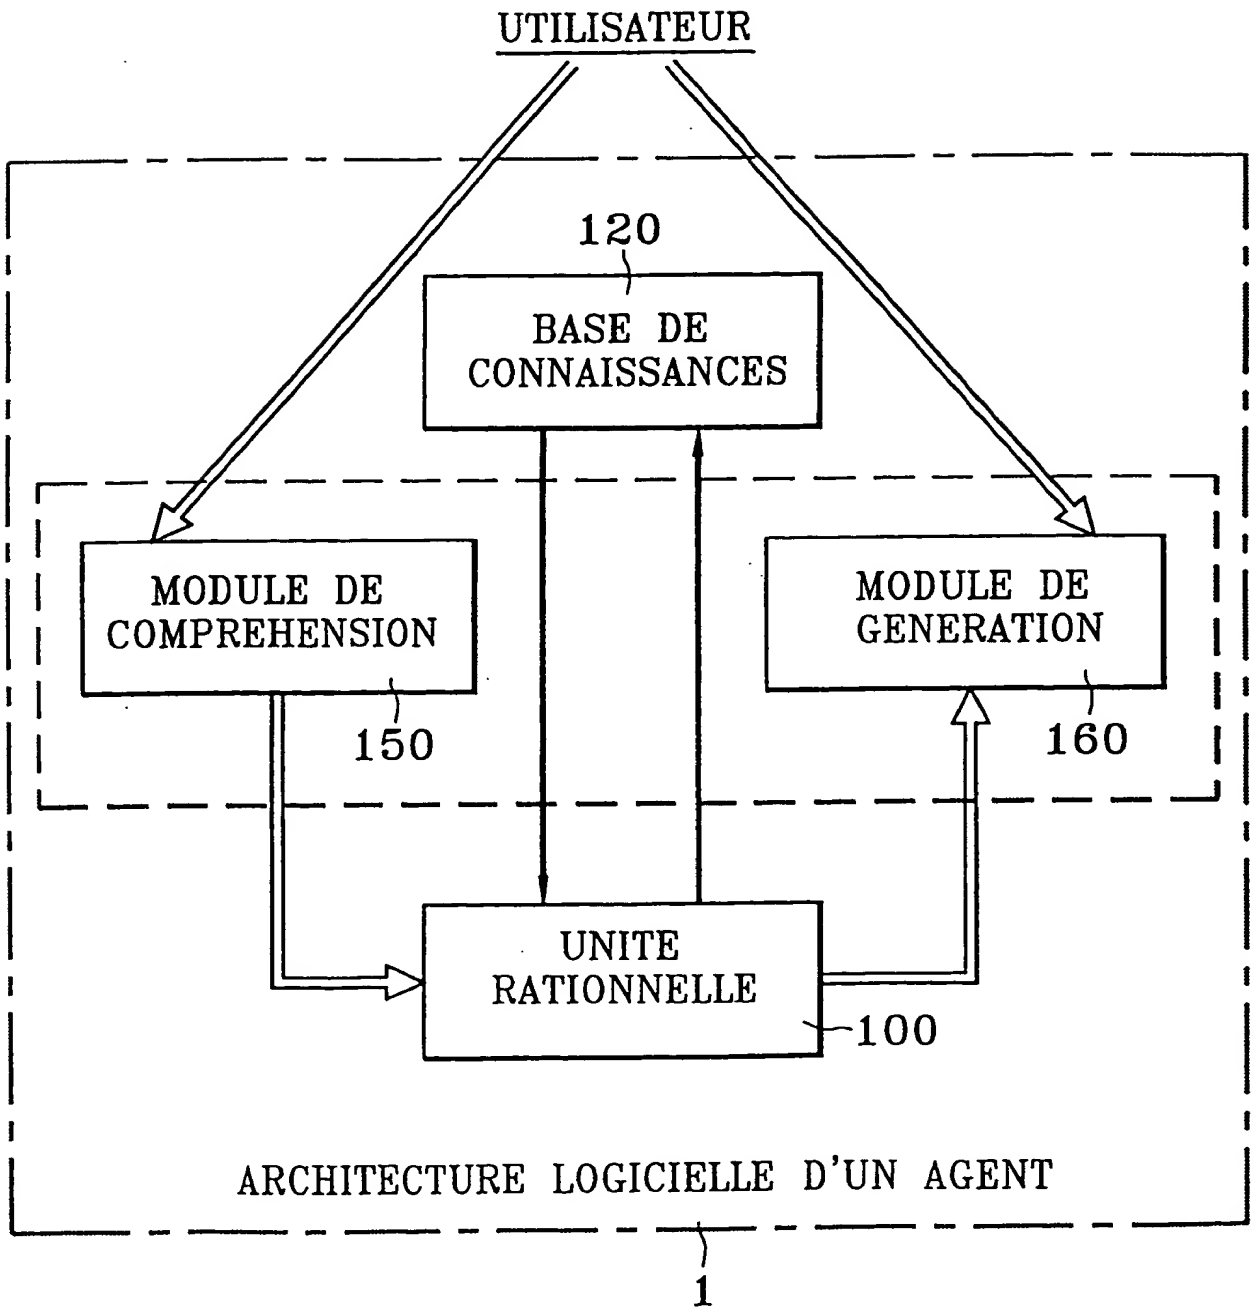 UTILISATEUR
120
BASE DE
CONNAISSANCES
MODULE DE
COMPREHENSION
150
MODULE DE
GENERATION
160
UNITE
RATIONNELLE
100
ARCHITECTURE LOGICIELLE D'UN AGENT
1